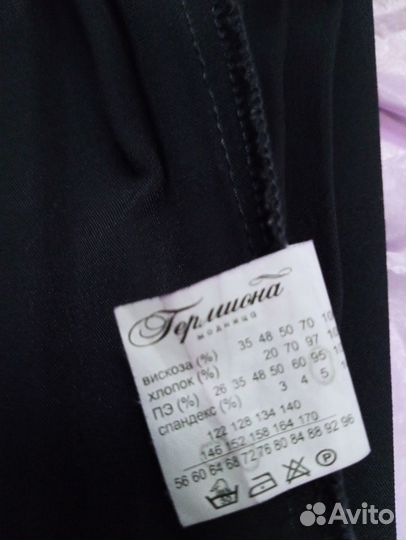 Гермиона
модница
вискоза (%) 35 48 50 70 10
хлопок (%) 20 70 97
ПЭ (%) 26 35 48 50 60 95
спандекс (%) 3 4 5
122 128 134 140
146 152 158 164 170
56 60 64 68 72 76 80 84 88 92 96
P
Avito